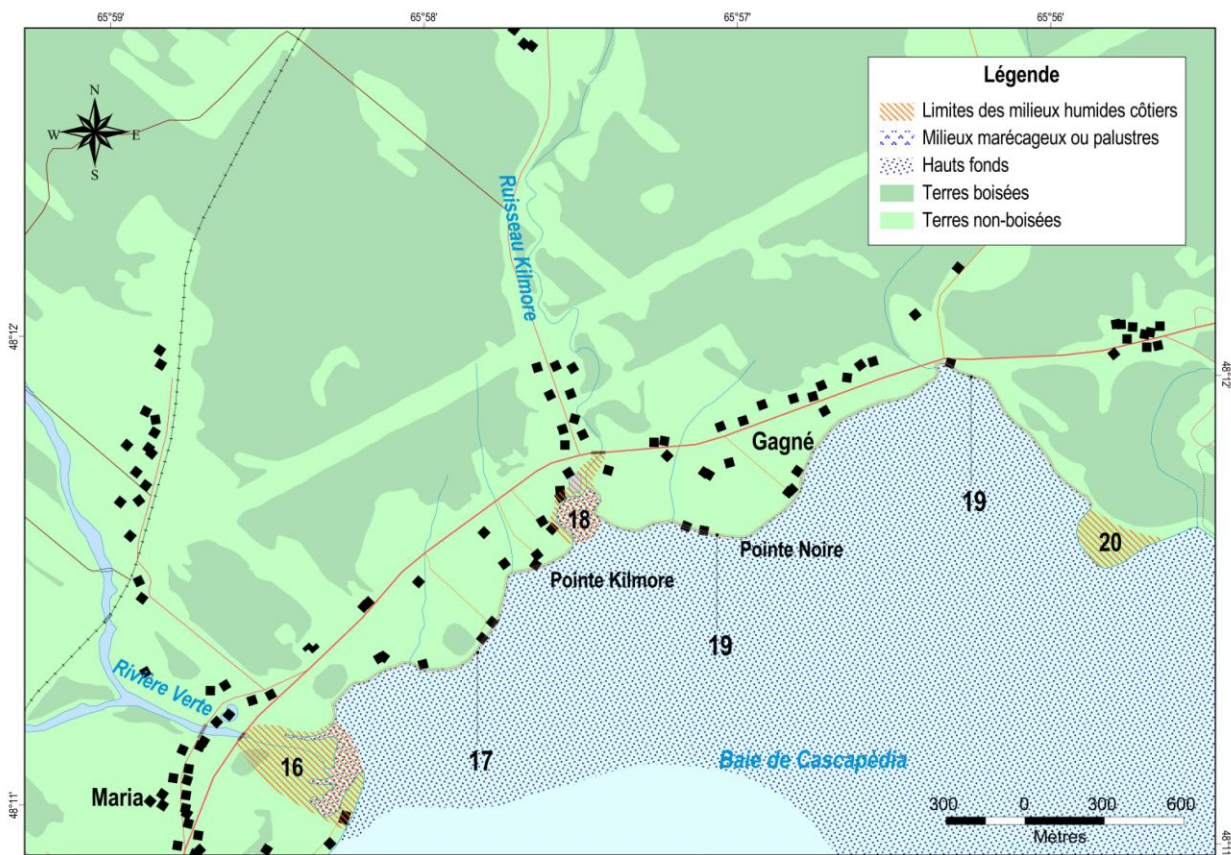 65°59'
65°58'
65°57'
65°56'
N
W
E
S
Légende
Limites des milieux humides côtiers
Milieux marécageux ou palustres
Hauts fonds
Terres boisées
Terres non-boisées
Ruisseau Kilmore
48°12'
48°12'
Gagné
19
18
20
Pointe Noire
Pointe Kilmore
19
Rivière Verte
16
17
Baie de Cascapédia
Maria
48°11'
300 0 300 600
Mètres
48°11'